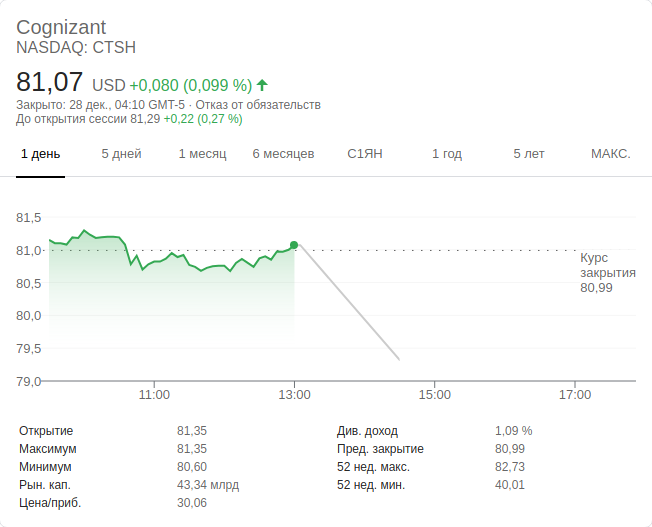 Cognizant
NASDAQ: CTSH
81,07 USD +0,080 (0,099 %)
Закрыто: 28 дек., 04:10 GMT-5 · Отказ от обязательств
До открытия сессии 81,29 +0,22 (0,27 %)
1 день 5 дней 1 месяц 6 месяцев С1ЯН 1 год 5 лет МАКС.
81,5
81,0
80,5
80,0
79,5
79,0
Курс
закрытия
80,99
11:00 13:00 15:00 17:00
Открытие 81,35 Див. доход 1,09 %
Максимум 81,35 Пред. закрытие 80,99
Минимум 80,60 52 нед. макс. 82,73
Рын. кап. 43,34 млрд 52 нед. мин. 40,01
Цена/приб. 30,06